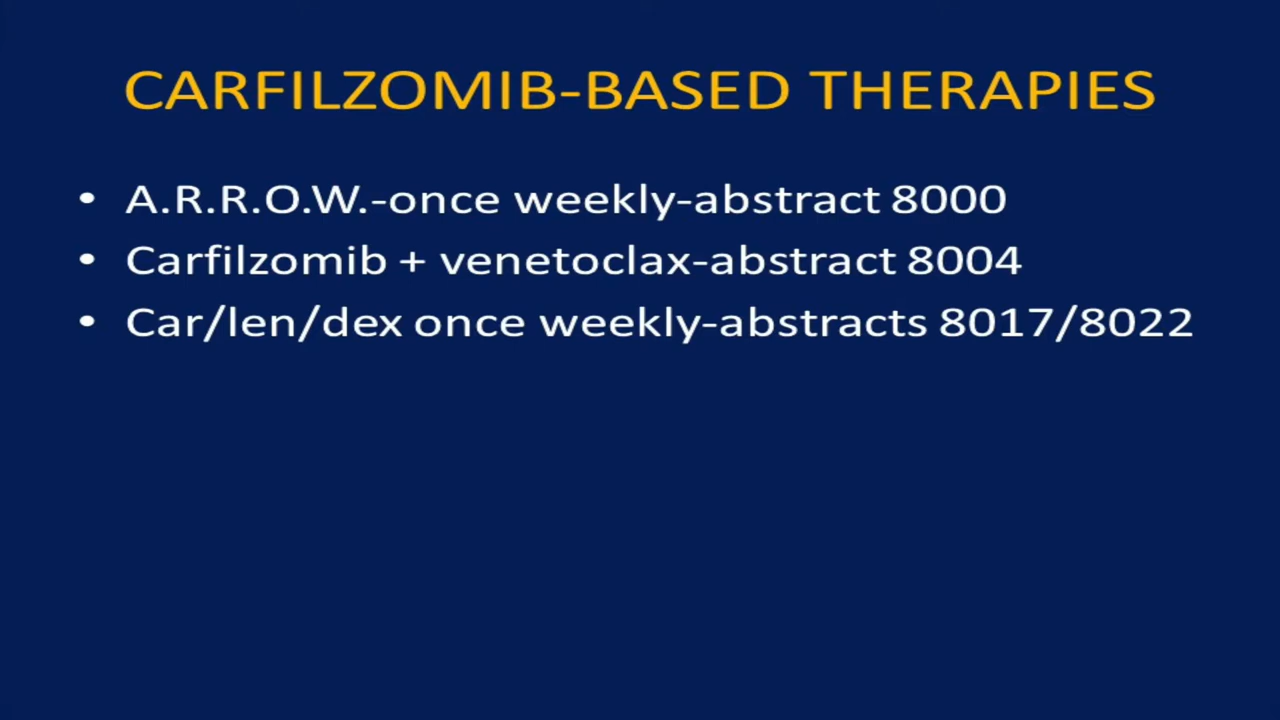 CARFILZOMIB-BASED THERAPIES
• A.R.R.O.W.-once weekly-abstract 8000
• Carfilzomib + venetoclax-abstract 8004
• Car/len/dex once weekly-abstracts 8017/8022